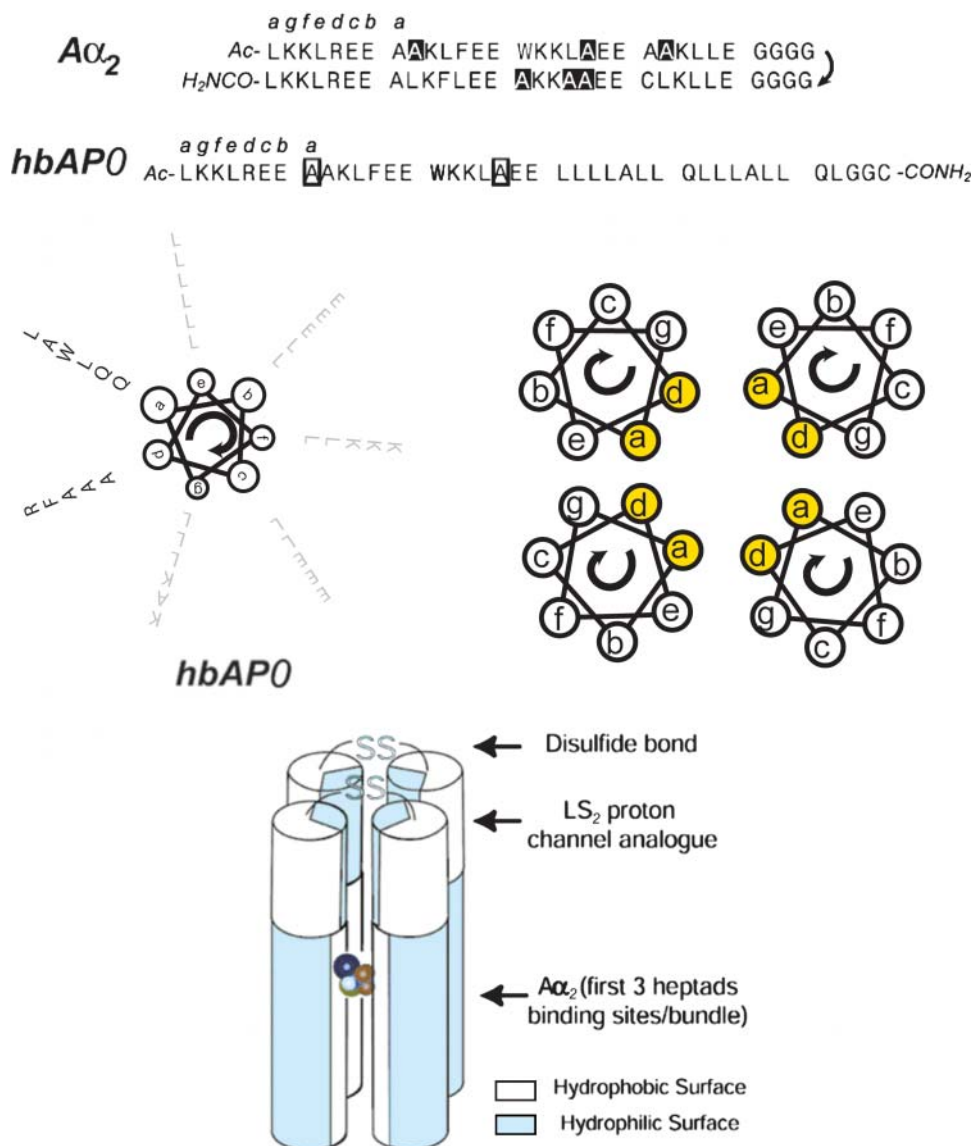 a g f e d c b a
Aα₂
Ac- LKKLREE AAKLFEE WKKLAEE AAKLLE GGGG
H₂NCO- LKKLREE ALKFLEE AKKAAEE CLKLLE GGGG
a g f e d c b a
hbAP0
Ac- LKKLREE AAKLFEE WKKLAEE LLLLALL QLLLALL QLGGC -CONH₂
L A W L Q Q
R F A A A
K K K L L
E E E L L
E E E L L
e
b
a
f
d
c
g
hbAP0
c
f g
b d
e a
b
e f
a c
d g
g d
c a
f e
b
a e
d b
g f
c
SS
SS
Disulfide bond
LS₂ proton
channel analogue
Aα₂ (first 3 heptads
binding sites/bundle)
Hydrophobic Surface
Hydrophilic Surface